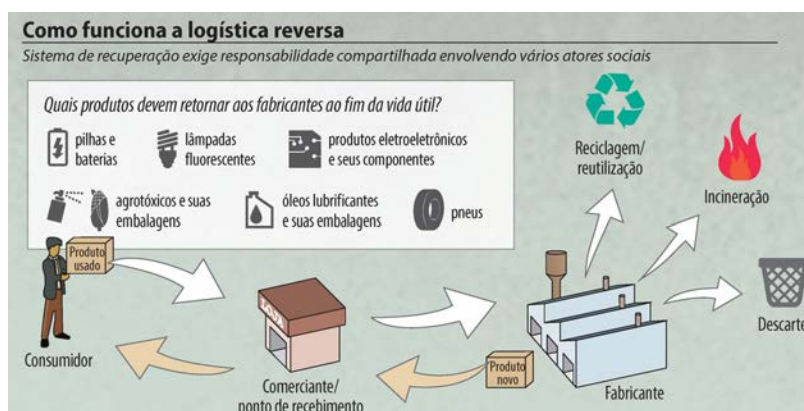 Como funciona a logística reversa
Sistema de recuperação exige responsabilidade compartilhada envolvendo vários atores sociais
Quais produtos devem retornar aos fabricantes ao fim da vida útil?
pilhas e
baterias
lâmpadas
fluorescentes
produtos eletroeletrônicos
e seus componentes
agrotóxicos e suas
embalagens
óleos lubrificantes
e suas embalagens
pneus
Reciclagem/
reutilização
Incineração
Descarte
Produto
usado
Consumidor
LOJA
Comerciante/
ponto de recebimento
Produto
novo
Fabricante